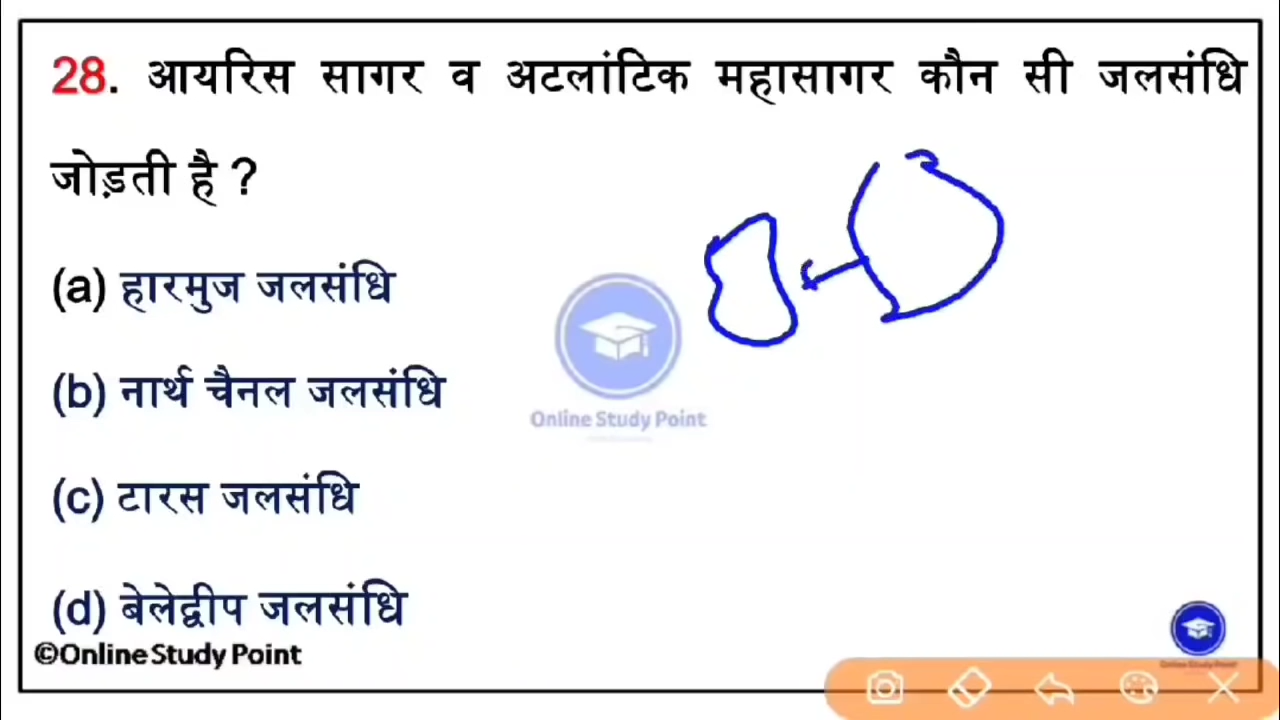 28. आयरिस सागर व अटलांटिक महासागर कौन सी जलसंधि
जोड़ती है ?
(a) हारमुज जलसंधि
(b) नार्थ चैनल जलसंधि
Online Study Point
(c) टारस जलसंधि
(d) बेलेद्वीप जलसंधि
©Online Study Point